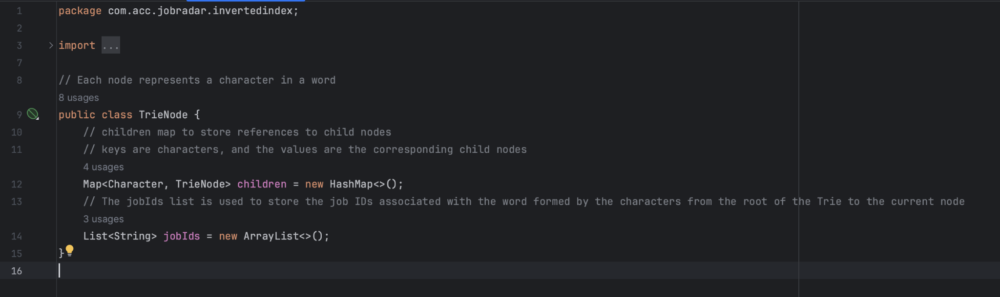 1 package com.acc.jobradar.invertedindex;
2
3 import ...
7
8 // Each node represents a character in a word
8 usages
9 public class TrieNode {
10 // children map to store references to child nodes
11 // keys are characters, and the values are the corresponding child nodes
4 usages
12 Map<Character, TrieNode> children = new HashMap<>();
13 // The jobIds list is used to store the job IDs associated with the word formed by the characters from the root of the Trie to the current node
3 usages
14 List<String> jobIds = new ArrayList<>();
15 }
16